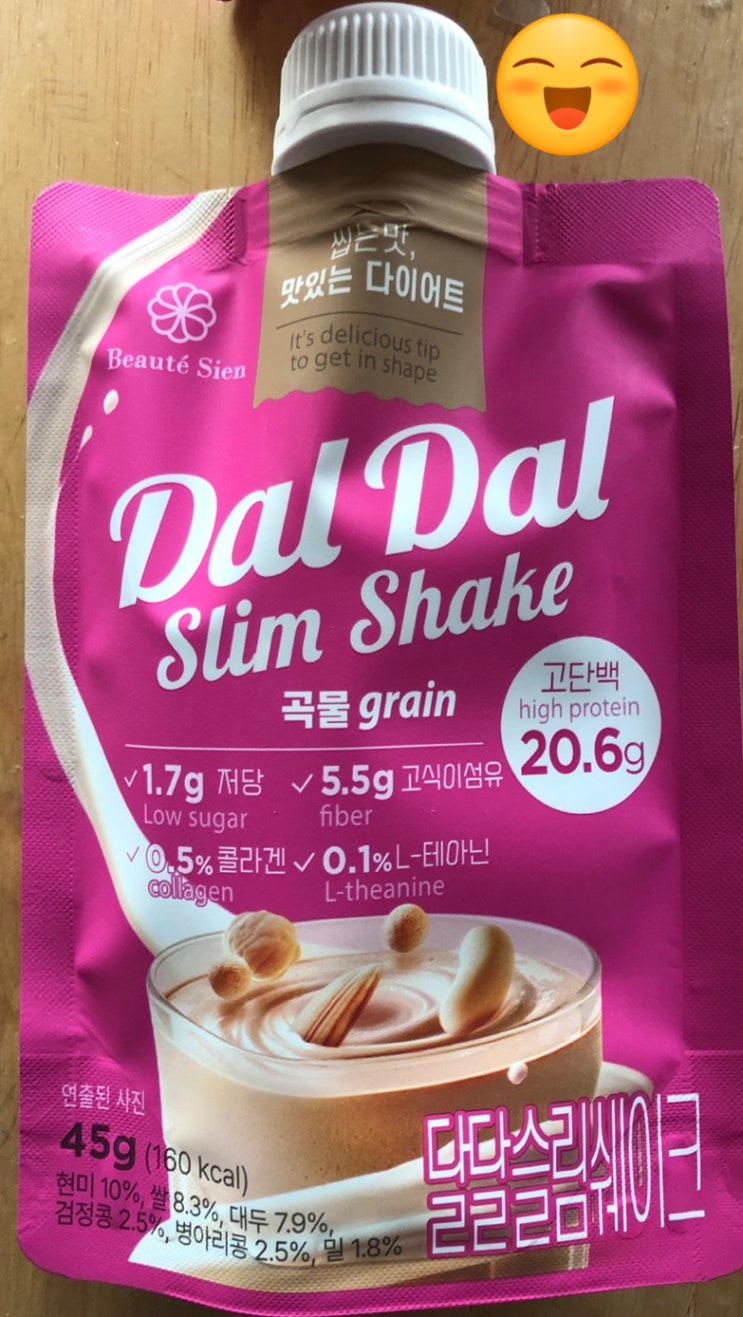 씹는맛,
맛있는 다이어트
It's delicious tip
to get in shape
Beauté Sien
Dal Dal
Slim Shake
곡물 grain
고단백
high protein
20.6g
1.7g 저당
Low sugar
5.5g 고식이섬유
fiber
0.5% 콜라겐
collagen
0.1% L-테아닌
L-theanine
연출된 사진
45g (160 kcal)
현미 10%, 쌀 8.3%, 대두 7.9%,
검정콩 2.5%, 병아리콩 2.5%, 밀 1.8%
달달슬림쉐이크